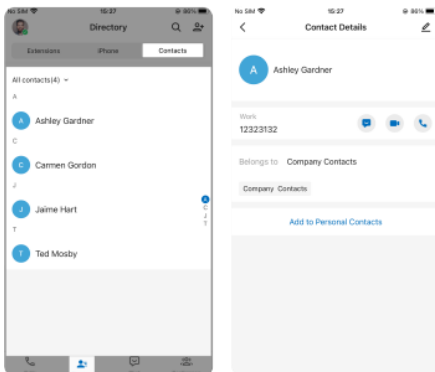 No SIM 15:27 86%
Directory
Extensions iPhone Contacts
All contacts(4)
A
A Ashley Gardner
C
C Carmen Gordon
J
J Jaime Hart
T
T Ted Mosby
A
C
J
T
No SIM 15:27 86%
Contact Details
A Ashley Gardner
Work
12323132
Belongs to Company Contacts
Company Contacts
Add to Personal Contacts